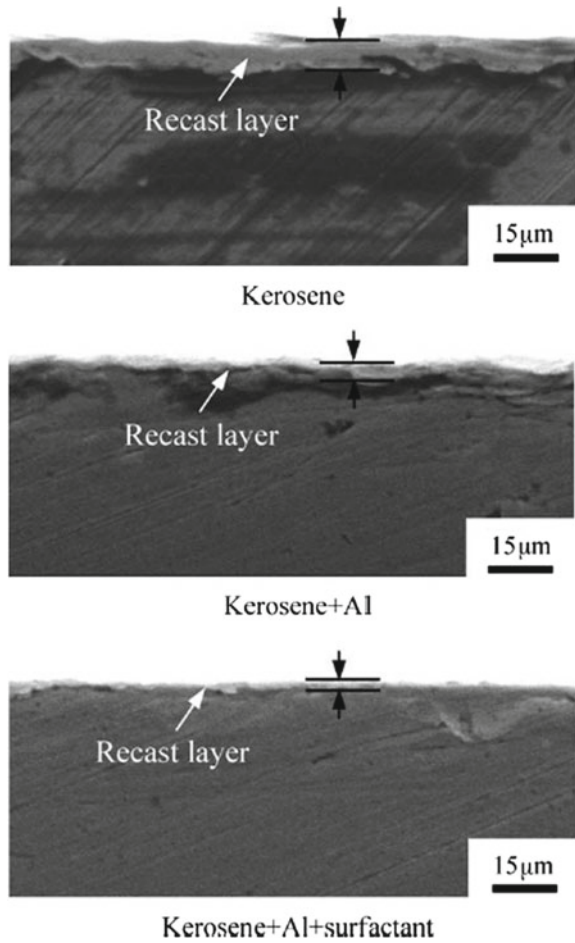 Recast layer
15μm
Kerosene
Recast layer
15μm
Kerosene+Al
Recast layer
15μm
Kerosene+Al+surfactant